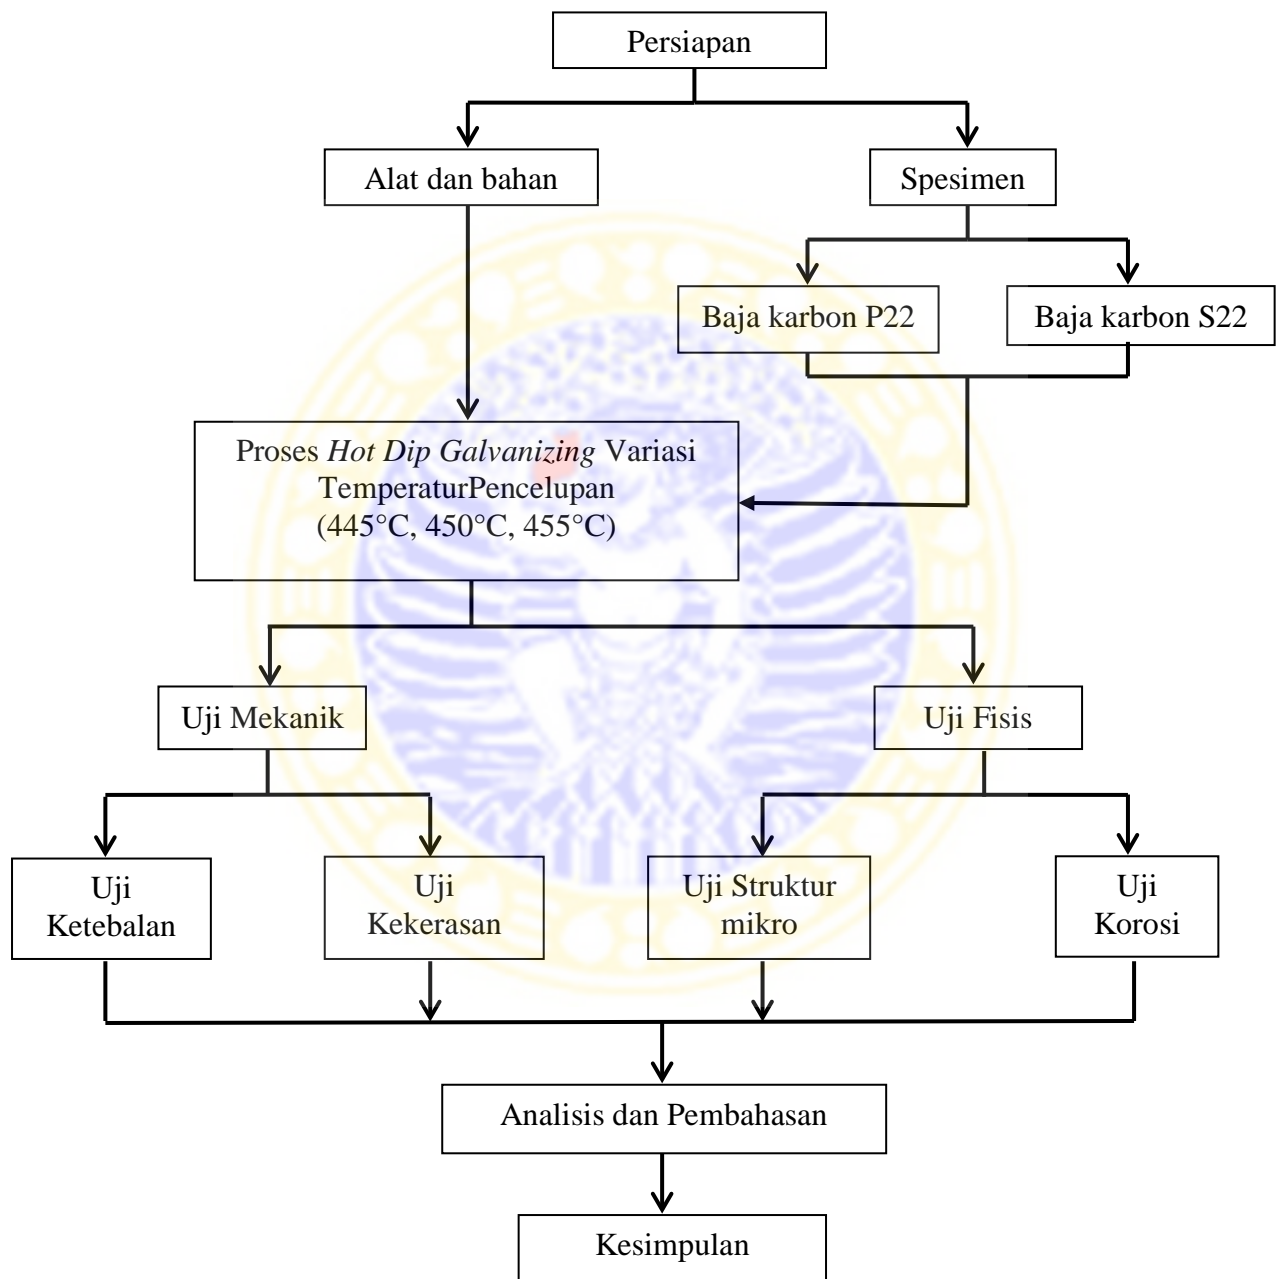 Persiapan
Alat dan bahan
Spesimen
Baja karbon P22
Baja karbon S22
Proses Hot Dip Galvanizing Variasi
TemperaturPencelupan
(445°C, 450°C, 455°C)
Uji Mekanik
Uji Fisis
Uji
Ketebalan
Uji
Kekerasan
Uji Struktur
mikro
Uji
Korosi
Analisis dan Pembahasan
Kesimpulan